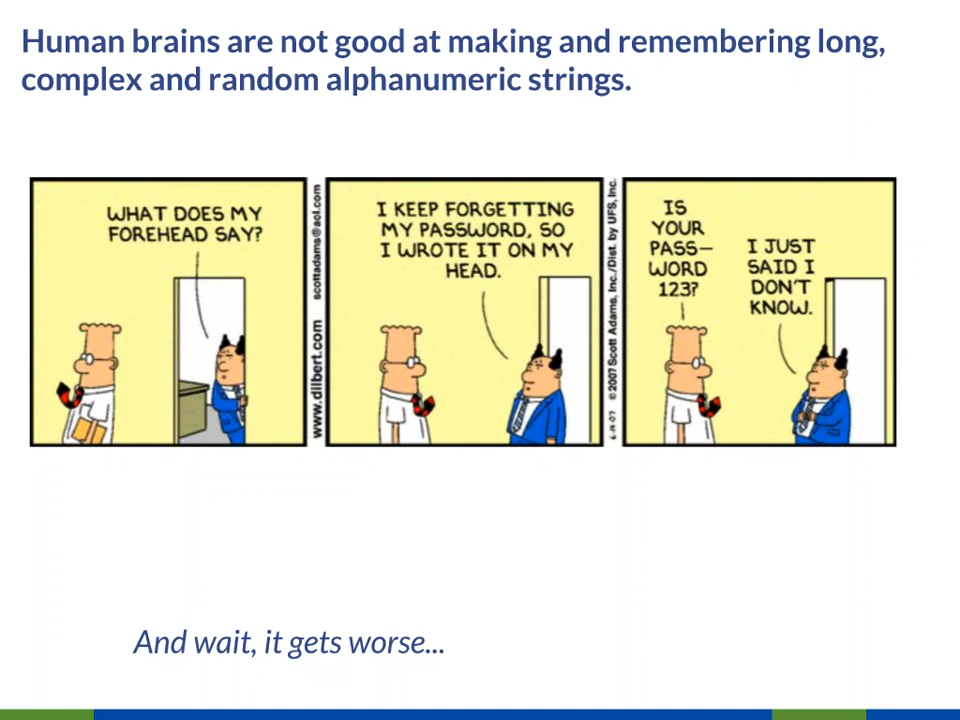 Human brains are not good at making and remembering long,
complex and random alphanumeric strings.
WHAT DOES MY
FOREHEAD SAY?
www.dilbert.com scottadams@aol.com
I KEEP FORGETTING
MY PASSWORD, SO
I WROTE IT ON MY
HEAD.
6-14-07 ©2007 Scott Adams, Inc./Dist. by UFS, Inc.
IS
YOUR
PASS-
WORD
123?
I JUST
SAID I
DON'T
KNOW.
And wait, it gets worse...